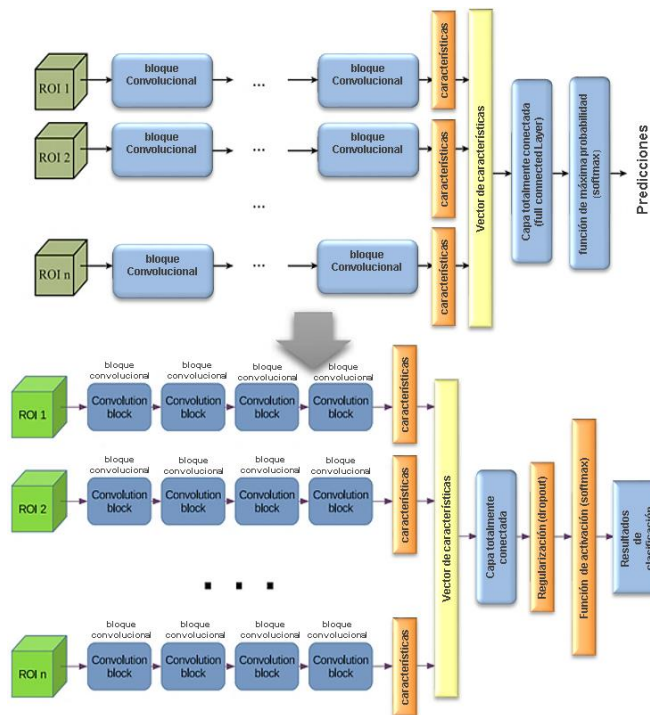 ROI 1
bloque
Convolucional
...
bloque
Convolucional
características
ROI 2
bloque
Convolucional
...
bloque
Convolucional
características
...
ROI n
bloque
Convolucional
...
bloque
Convolucional
características
Vector de características
Capa totalmente conectada
(full connected Layer)
función de máxima probabilidad
(softmax)
Predicciones
bloque
convolucional
bloque
convolucional
bloque
convolucional
bloque
convolucional
ROI 1
Convolution
block
Convolution
block
Convolution
block
Convolution
block
características
bloque
convolucional
bloque
convolucional
bloque
convolucional
bloque
convolucional
ROI 2
Convolution
block
Convolution
block
Convolution
block
Convolution
block
características
...
bloque
convolucional
bloque
convolucional
bloque
convolucional
bloque
convolucional
ROI n
Convolution
block
Convolution
block
Convolution
block
Convolution
block
características
Vector de características
Capa totalmente
conectada
Regularización (dropout)
Función de activación (softmax)
Resultados
de
clasificación